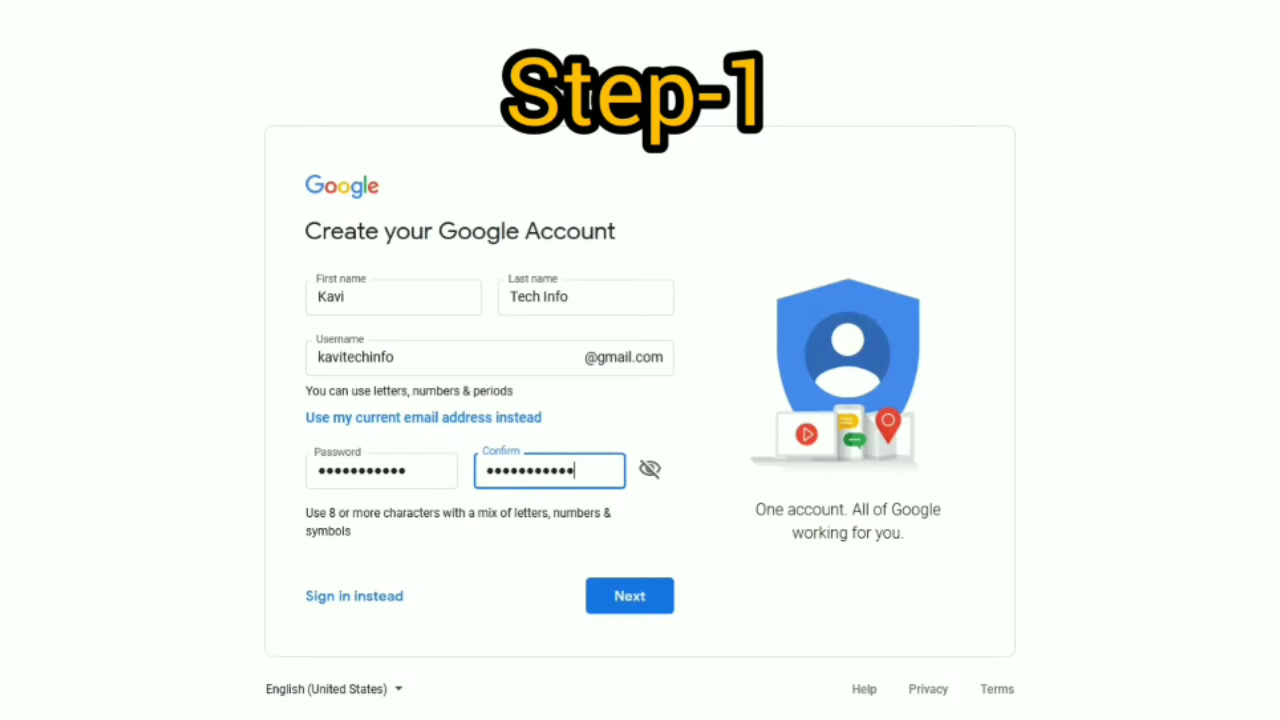 Step-1
Google
Create your Google Account
First name
Last name
Kavi
Tech Info
Username
kavitechinfo
@gmail.com
You can use letters, numbers & periods
Use my current email address instead
Password
Confirm
•••••••••••
•••••••••••
Use 8 or more characters with a mix of letters, numbers &
symbols
One account. All of Google
working for you.
Sign in instead
Next
English (United States)
Help
Privacy
Terms